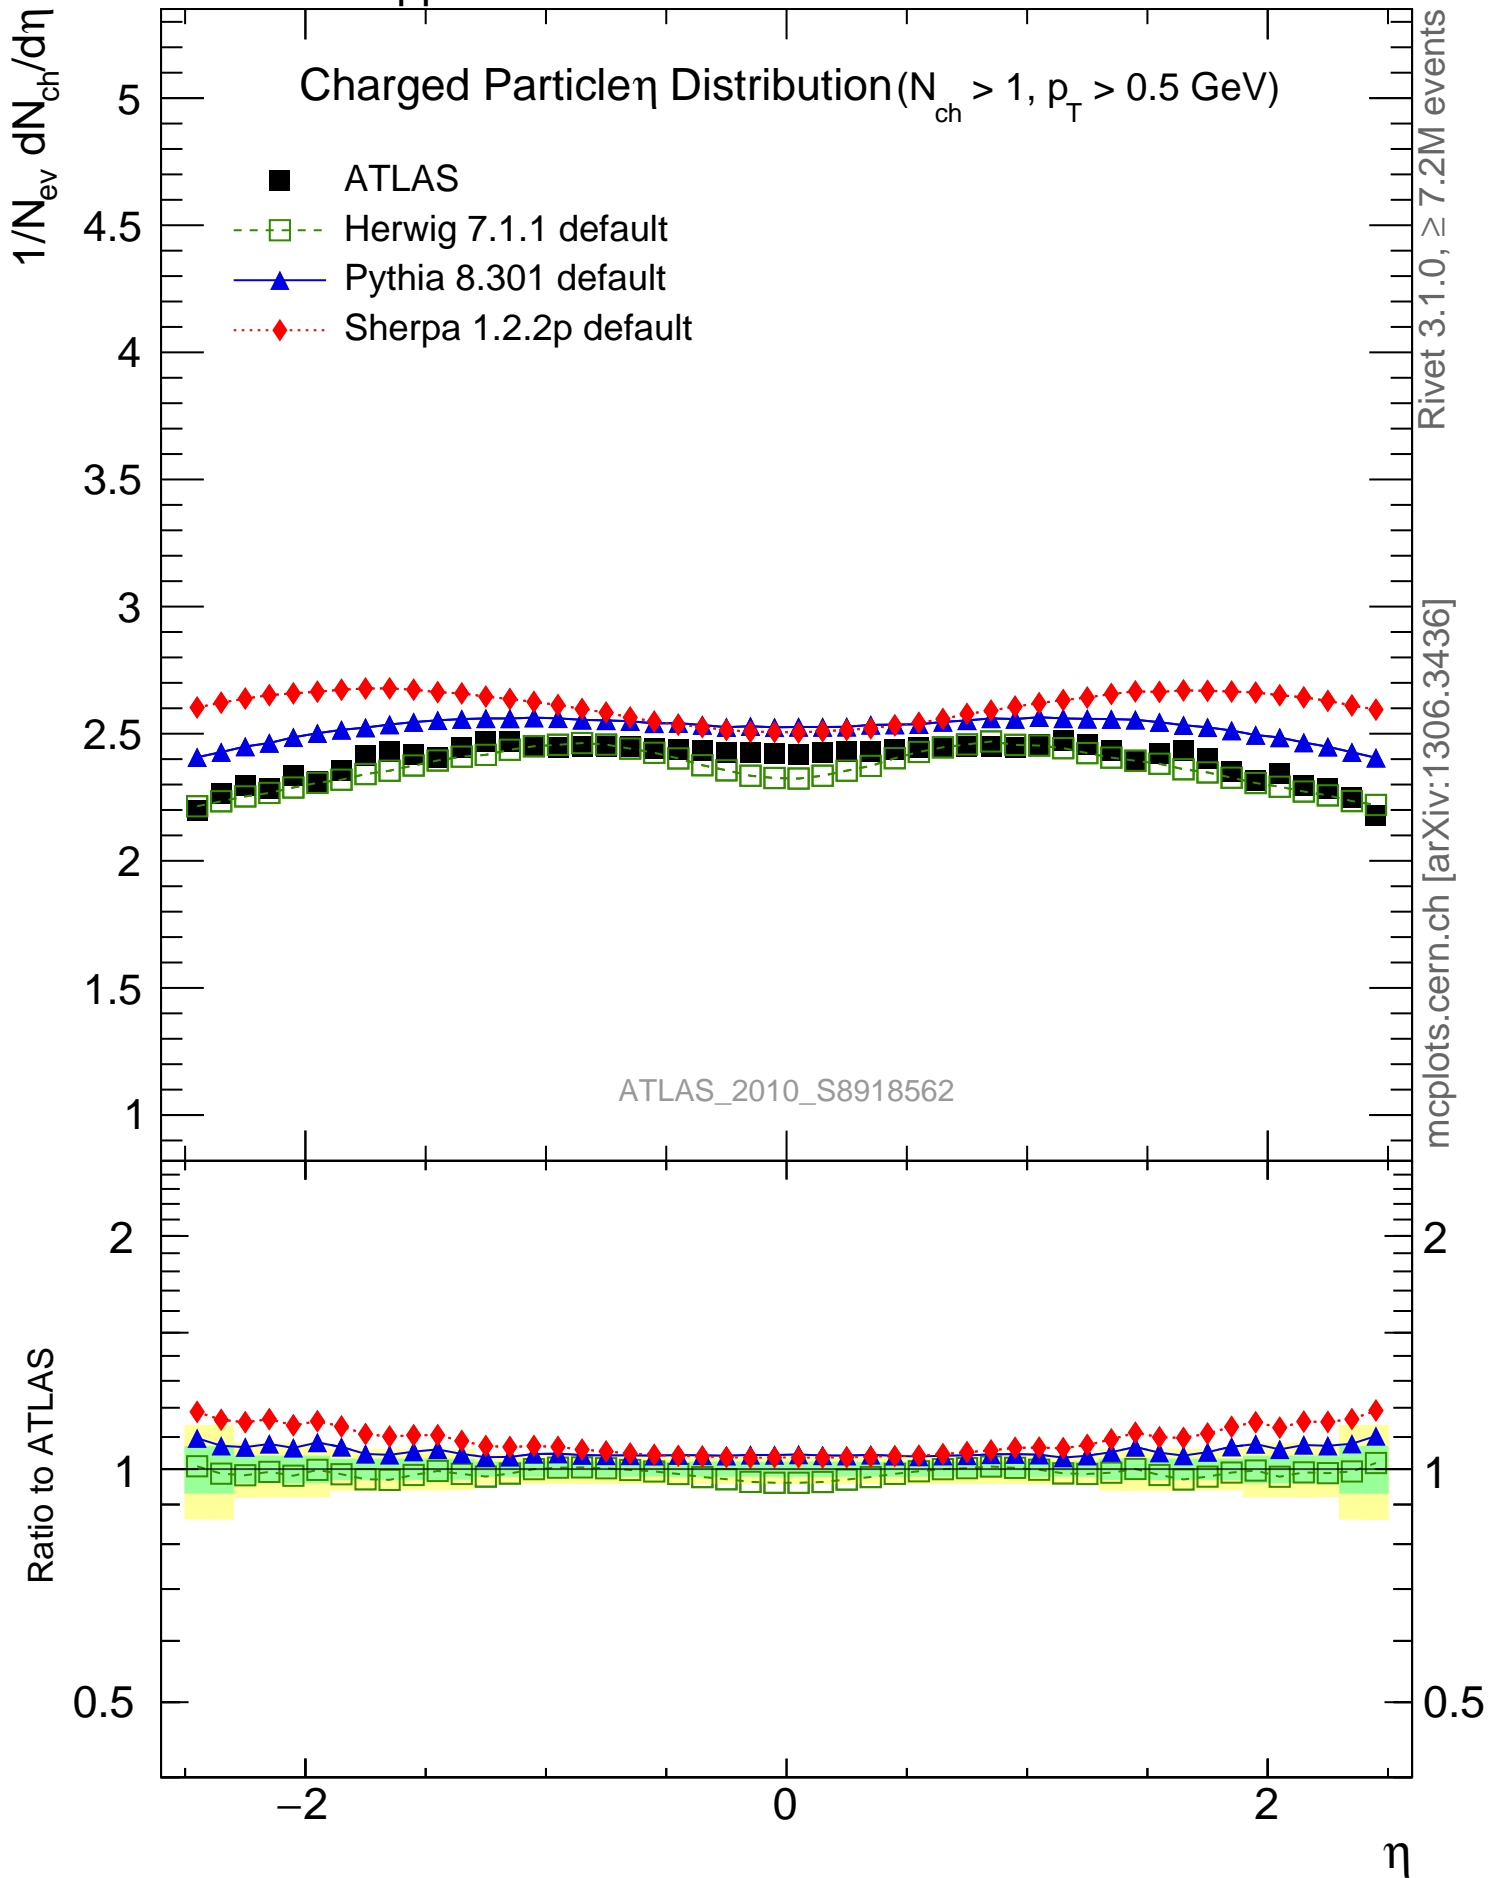 1/N_ev dN_ch/dη
Charged Particleη Distribution(N_ch > 1, p_T > 0.5 GeV)
ATLAS
Herwig 7.1.1 default
Pythia 8.301 default
Sherpa 1.2.2p default
5
4.5
4
3.5
3
2.5
2
1.5
1
ATLAS_2010_S8918562
Rivet 3.1.0, ≥ 7.2M events
mcplots.cern.ch [arXiv:1306.3436]
Ratio to ATLAS
2
1
0.5
2
1
0.5
−2
0
2
η